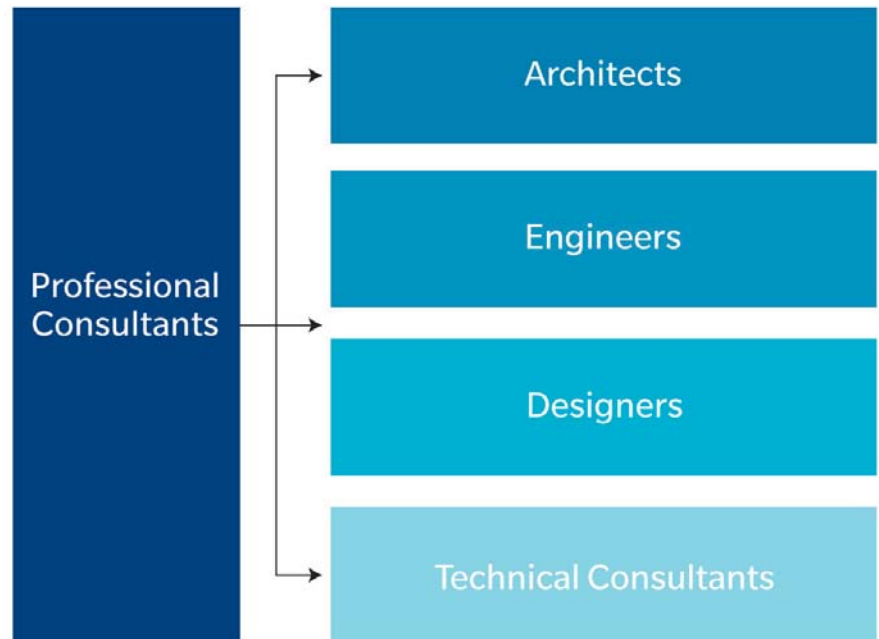 Architects
Engineers
Professional
Consultants
Designers
Technical Consultants